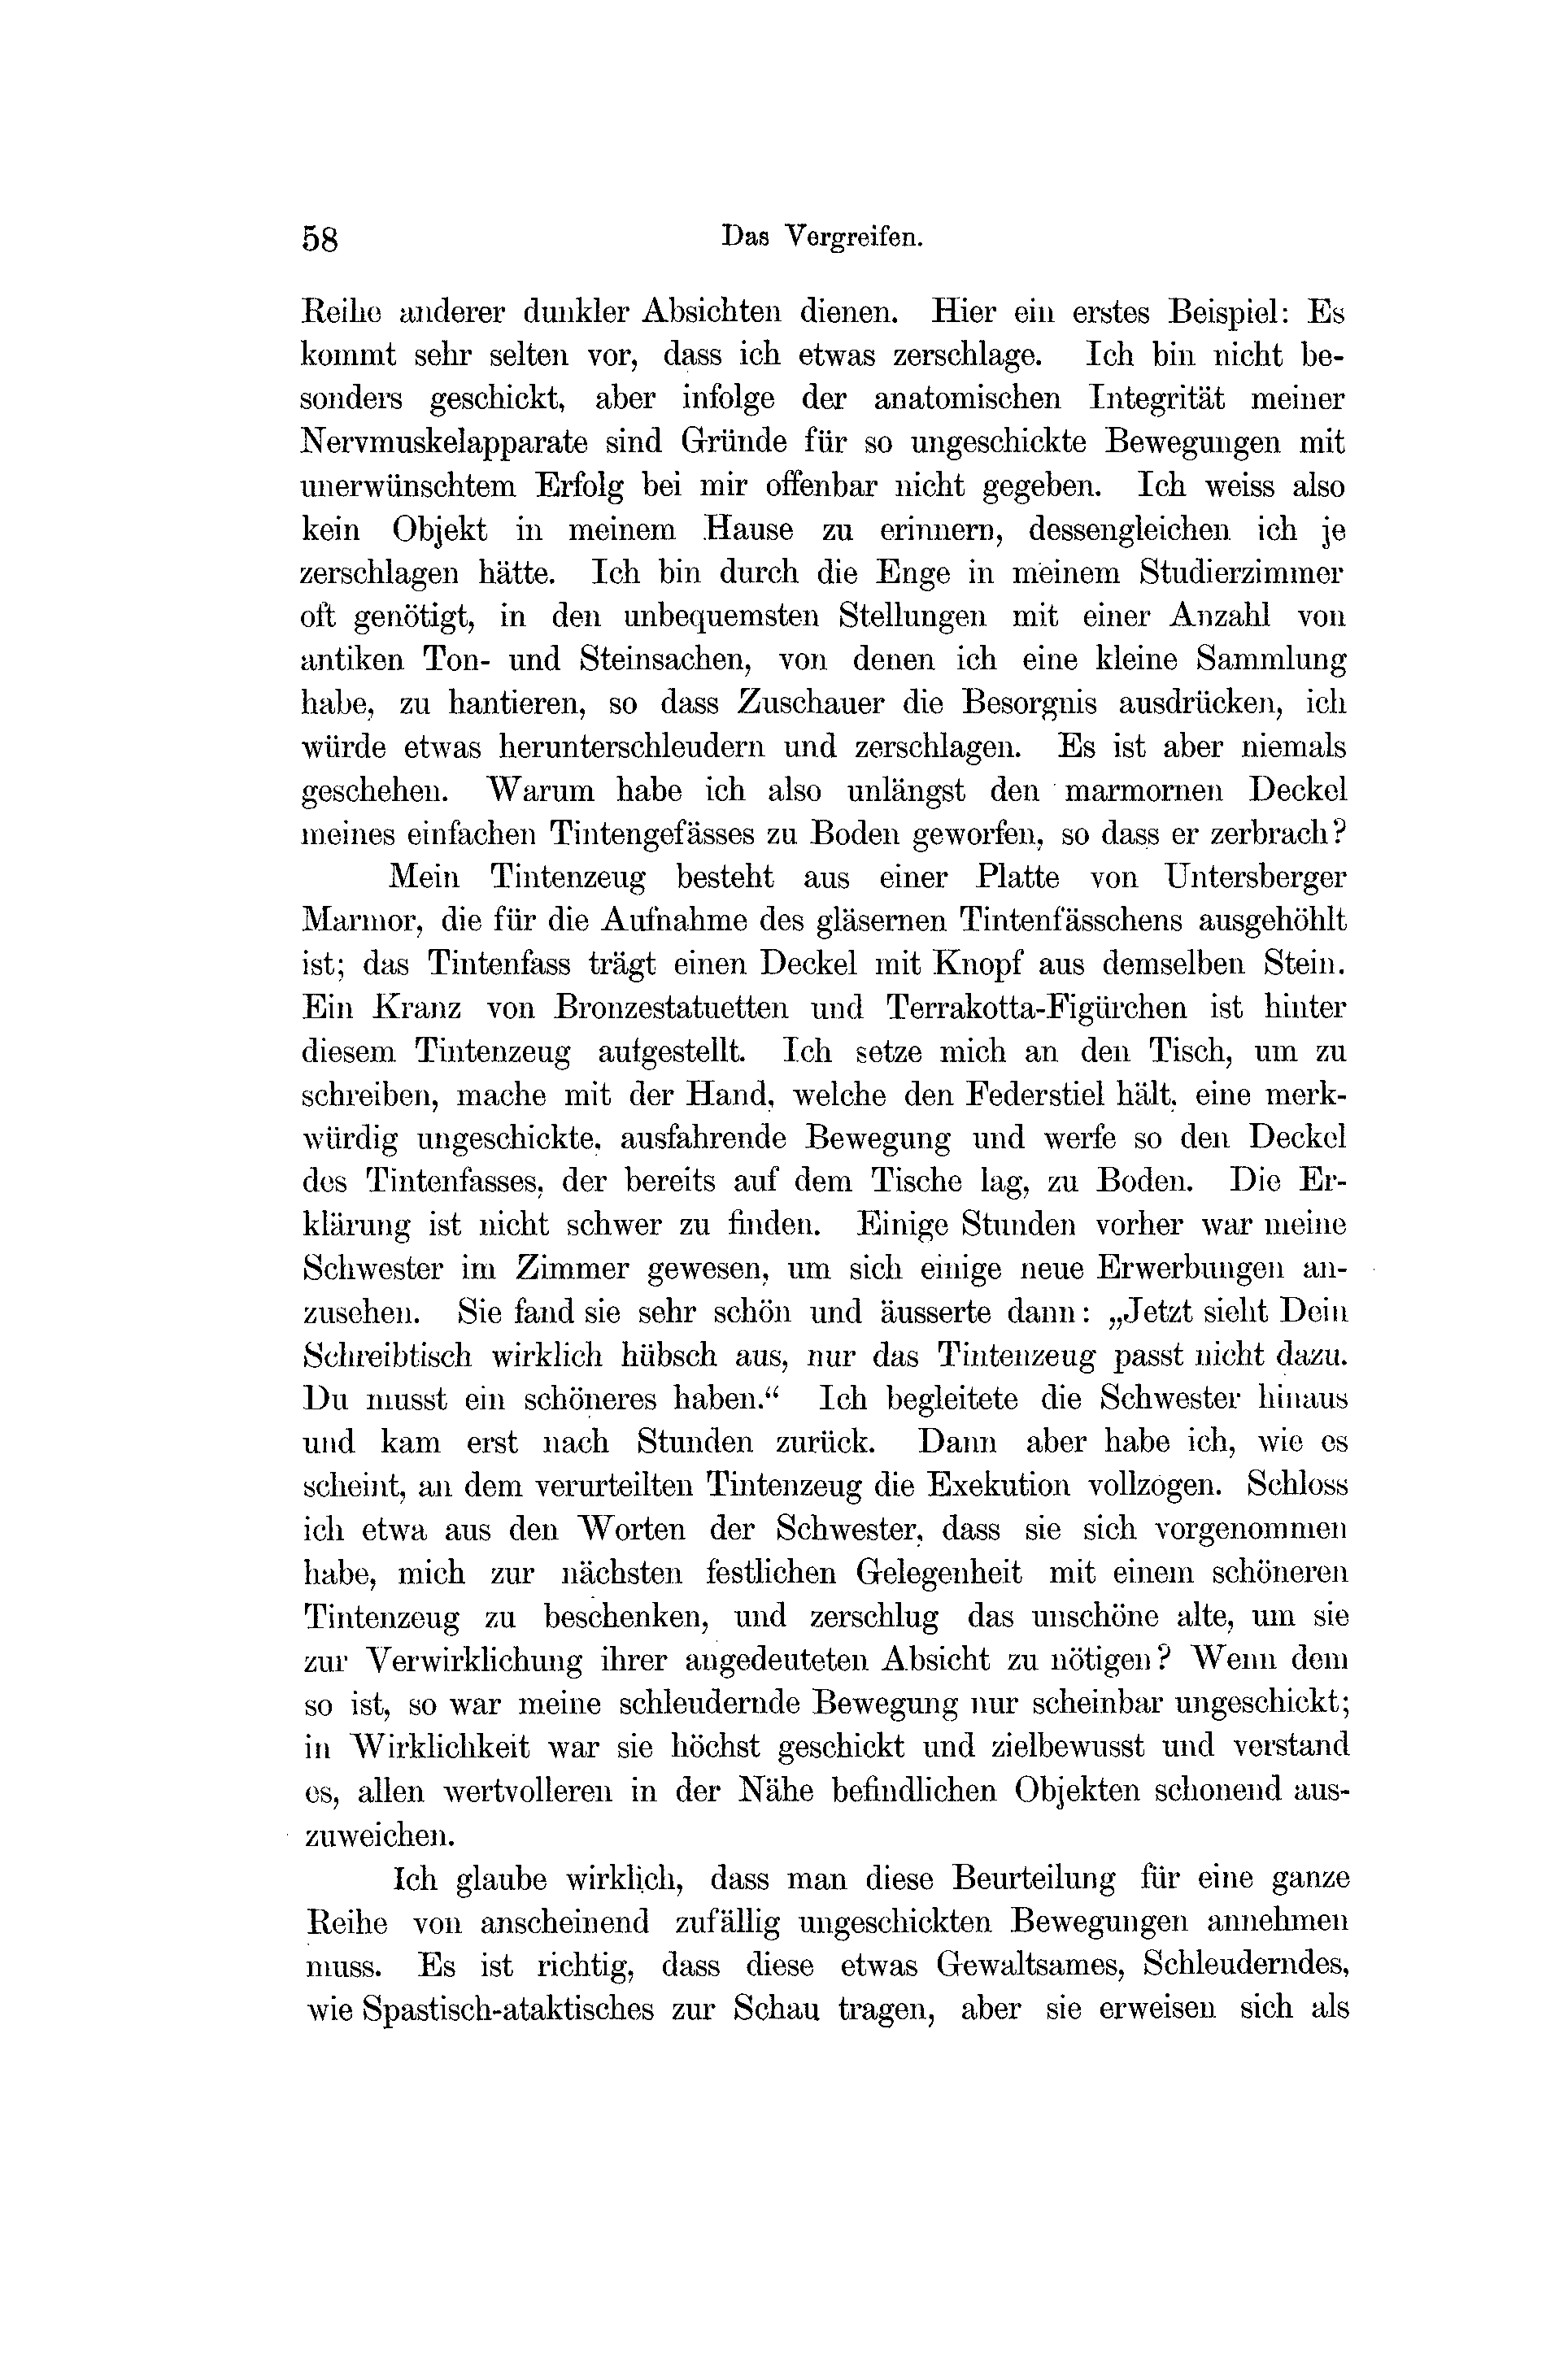 58
Das Vergreifen.
Reihe anderer dunkler Absichten dienen. Hier ein erstes Beispiel: Es
kommt sehr selten vor, dass ich etwas zerschlage. Ich bin nicht be-
sonders geschickt, aber infolge der anatomischen Integrität meiner
Nervmuskelapparate sind Gründe für so ungeschickte Bewegungen mit
unerwünschtem Erfolg bei mir offenbar nicht gegeben. Ich weiss also
kein Objekt in meinem Hause zu erinnern, dessengleichen ich je
zerschlagen hätte. Ich bin durch die Enge in meinem Studierzimmer
oft genötigt, in den unbequemsten Stellungen mit einer Anzahl von
antiken Ton- und Steinsachen, von denen ich eine kleine Sammlung
habe, zu hantieren, so dass Zuschauer die Besorgnis ausdrücken, ich
würde etwas herunterschleudern und zerschlagen. Es ist aber niemals
geschehen. Warum habe ich also unlängst den marmornen Deckel
meines einfachen Tintengefässes zu Boden geworfen, so dass er zerbrach?
Mein Tintenzeug besteht aus einer Platte von Untersberger
Marmor, die für die Aufnahme des gläsernen Tintenfässchens ausgehöhlt
ist; das Tintenfass trägt einen Deckel mit Knopf aus demselben Stein.
Ein Kranz von Bronzestatuetten und Terrakotta-Figürchen ist hinter
diesem Tintenzeug aufgestellt. Ich setze mich an den Tisch, um zu
schreiben, mache mit der Hand, welche den Federstiel hält, eine merk-
würdig ungeschickte, ausfahrende Bewegung und werfe so den Deckel
des Tintenfasses, der bereits auf dem Tische lag, zu Boden. Die Er-
klärung ist nicht schwer zu finden. Einige Stunden vorher war meine
Schwester im Zimmer gewesen, um sich einige neue Erwerbungen an-
zusehen. Sie fand sie sehr schön und äusserte dann: „Jetzt sieht Dein
Schreibtisch wirklich hübsch aus, nur das Tintenzeug passt nicht dazu.
Du musst ein schöneres haben.“ Ich begleitete die Schwester hinaus
und kam erst nach Stunden zurück. Dann aber habe ich, wie es
scheint, an dem verurteilten Tintenzeug die Exekution vollzogen. Schloss
ich etwa aus den Worten der Schwester, dass sie sich vorgenommen
habe, mich zur nächsten festlichen Gelegenheit mit einem schöneren
Tintenzeug zu beschenken, und zerschlug das unschöne alte, um sie
zur Verwirklichung ihrer angedeuteten Absicht zu nötigen? Wenn dem
so ist, so war meine schleudernde Bewegung nur scheinbar ungeschickt;
in Wirklichkeit war sie höchst geschickt und zielbewusst und verstand
es, allen wertvolleren in der Nähe befindlichen Objekten schonend aus-
zuweichen.
Ich glaube wirklich, dass man diese Beurteilung für eine ganze
Reihe von anscheinend zufällig ungeschickten Bewegungen annehmen
muss. Es ist richtig, dass diese etwas Gewaltsames, Schleuderndes,
wie Spastisch-ataktisches zur Schau tragen, aber sie erweisen sich als